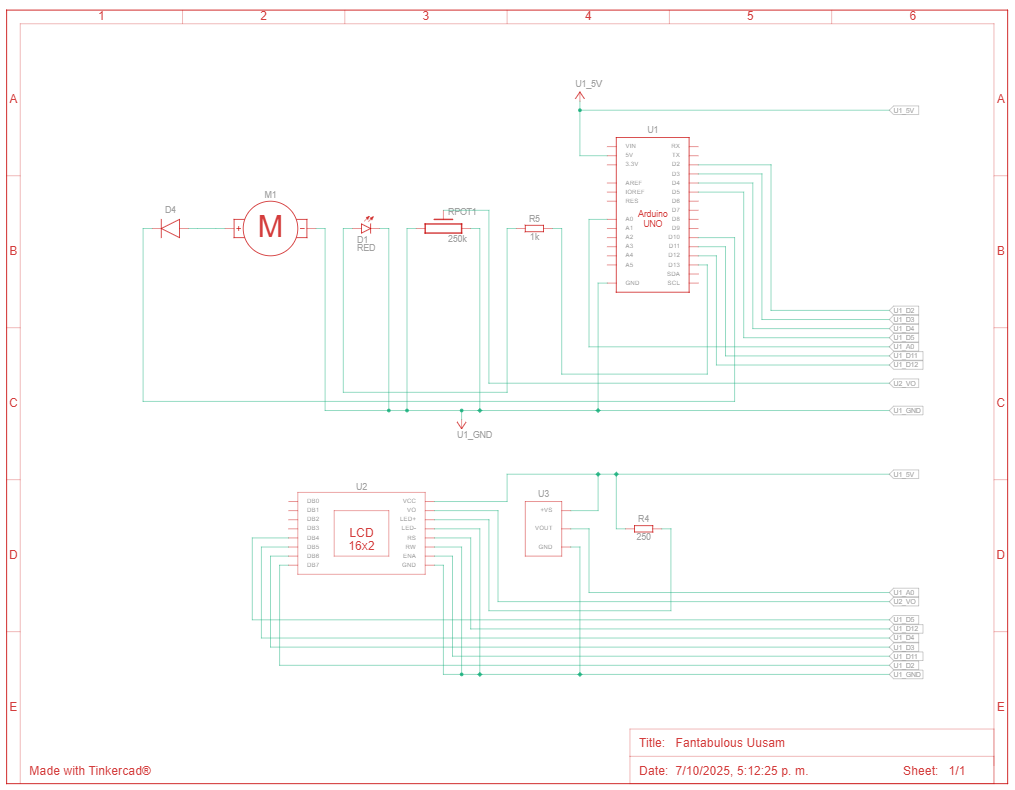 1 2 3 4 5 6
A A
U1_5V
U1_5V
U1
VIN RX
5V TX
3.3V D2
D3
AREF D4
IOREF D5
RES D6
D7
A0 D8
A1 D9
A2 D10
A3 D11
A4 D12
A5 D13
SDA
GND SCL
Arduino
UNO
B B
D4
M1
+ M -
D1
RED
RPOT1
250k
R5
1k
U1_D2
U1_D3
U1_D4
U1_D5
U1_A0
U1_D11
U1_D12
U2_VO
U1_GND
C C
U1_GND
U1_5V
U2
DB0 VCC
DB1 VO
DB2 LED+
DB3 LED-
DB4 RS
DB5 RW
DB6 ENA
DB7 GND
LCD
16x2
U3
+VS
VOUT
GND
R4
250
D D
U1_A0
U2_VO
U1_D5
U1_D12
U1_D4
U1_D3
U1_D11
U1_D2
U1_GND
E E
Title: Fantabulous Uusam
Date: 7/10/2025, 5:12:25 p. m. Sheet: 1/1
Made with Tinkercad®